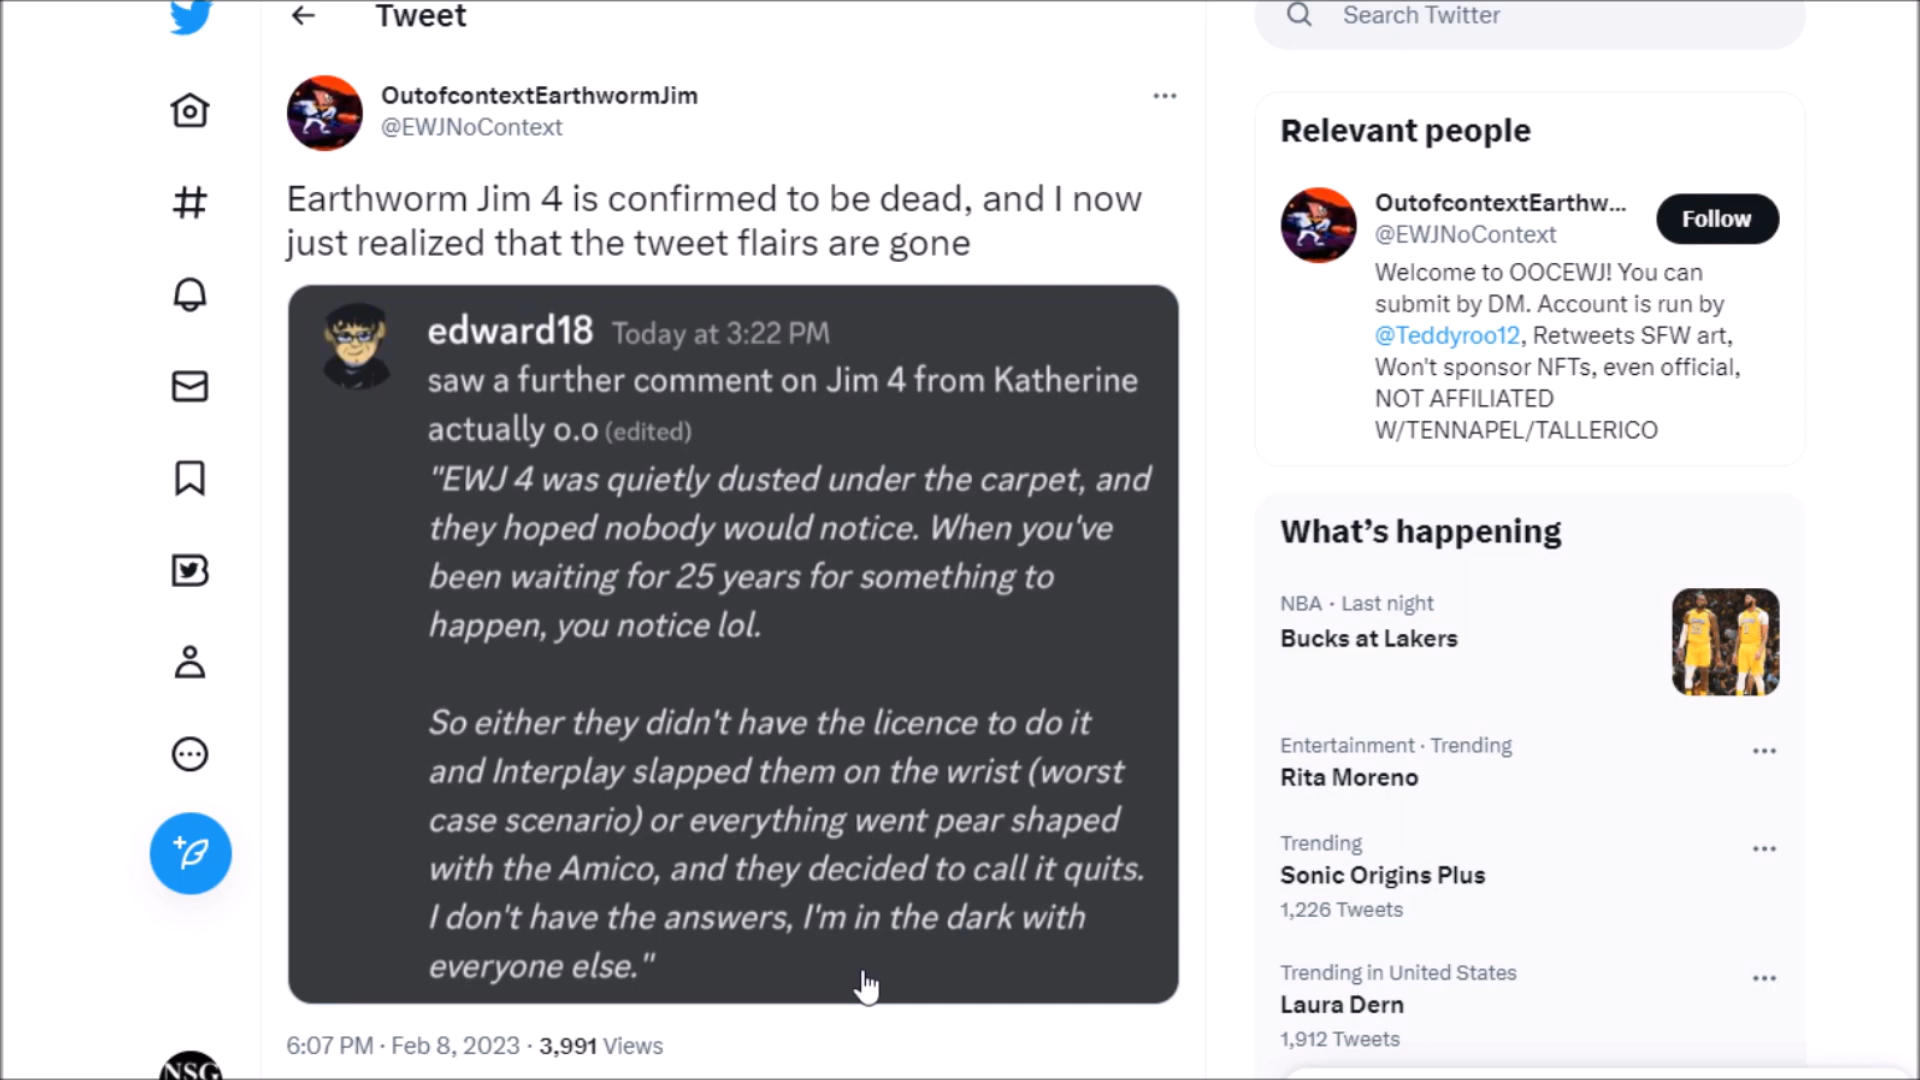 Tweet
OutofcontextEarthwormJim
@EWJNoContext
Earthworm Jim 4 is confirmed to be dead, and I now
just realized that the tweet flairs are gone
edward18 Today at 3:22 PM
saw a further comment on Jim 4 from Katherine
actually o.o (edited)
"EWJ 4 was quietly dusted under the carpet, and
they hoped nobody would notice. When you've
been waiting for 25 years for something to
happen, you notice lol.
So either they didn't have the licence to do it
and Interplay slapped them on the wrist (worst
case scenario) or everything went pear shaped
with the Amico, and they decided to call it quits.
I don't have the answers, I'm in the dark with
everyone else."
6:07 PM · Feb 8, 2023 · 3,991 Views
NSG
Search Twitter
Relevant people
OutofcontextEarthw...
@EWJNoContext
Follow
Welcome to OOCEWJ! You can
submit by DM. Account is run by
@Teddyroo12, Retweets SFW art,
Won't sponsor NFTs, even official,
NOT AFFILIATED
W/TENNAPEL/TALLERICO
What's happening
NBA · Last night
Bucks at Lakers
Entertainment · Trending
Rita Moreno
Trending
Sonic Origins Plus
1,226 Tweets
Trending in United States
Laura Dern
1,912 Tweets